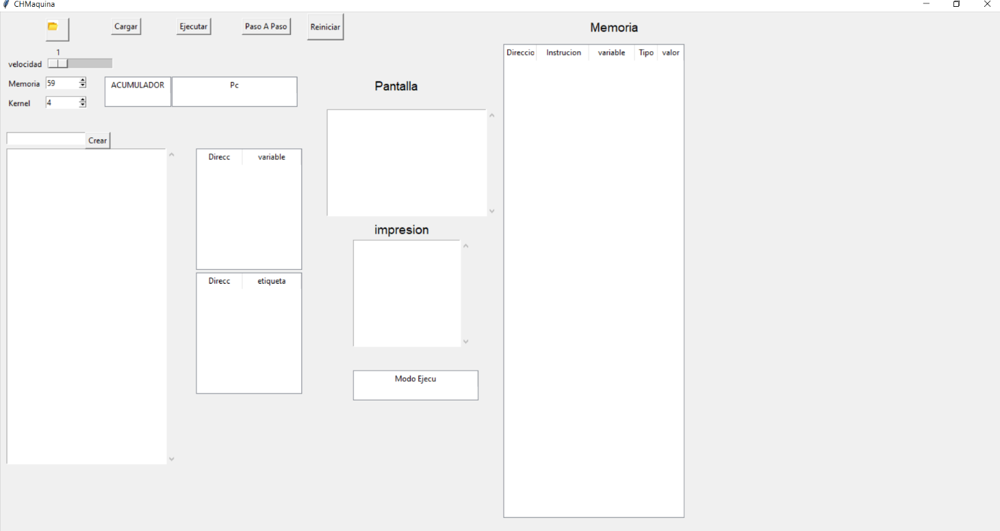 CHMaquina
Cargar Ejecutar Paso A Paso Reiniciar
Memoria
1
velocidad
Direccio Instrucion variable Tipo valor
Memoria 59
ACUMULADOR Pc
Pantalla
Kernel 4
Crear
Direcc variable
impresion
Direcc etiqueta
Modo Ejecu